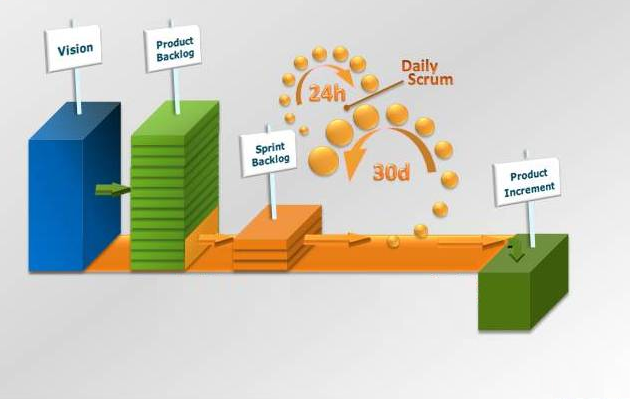 Vision
Product
Backlog
Daily
Scrum
24h
Sprint
Backlog
30d
Product
Increment